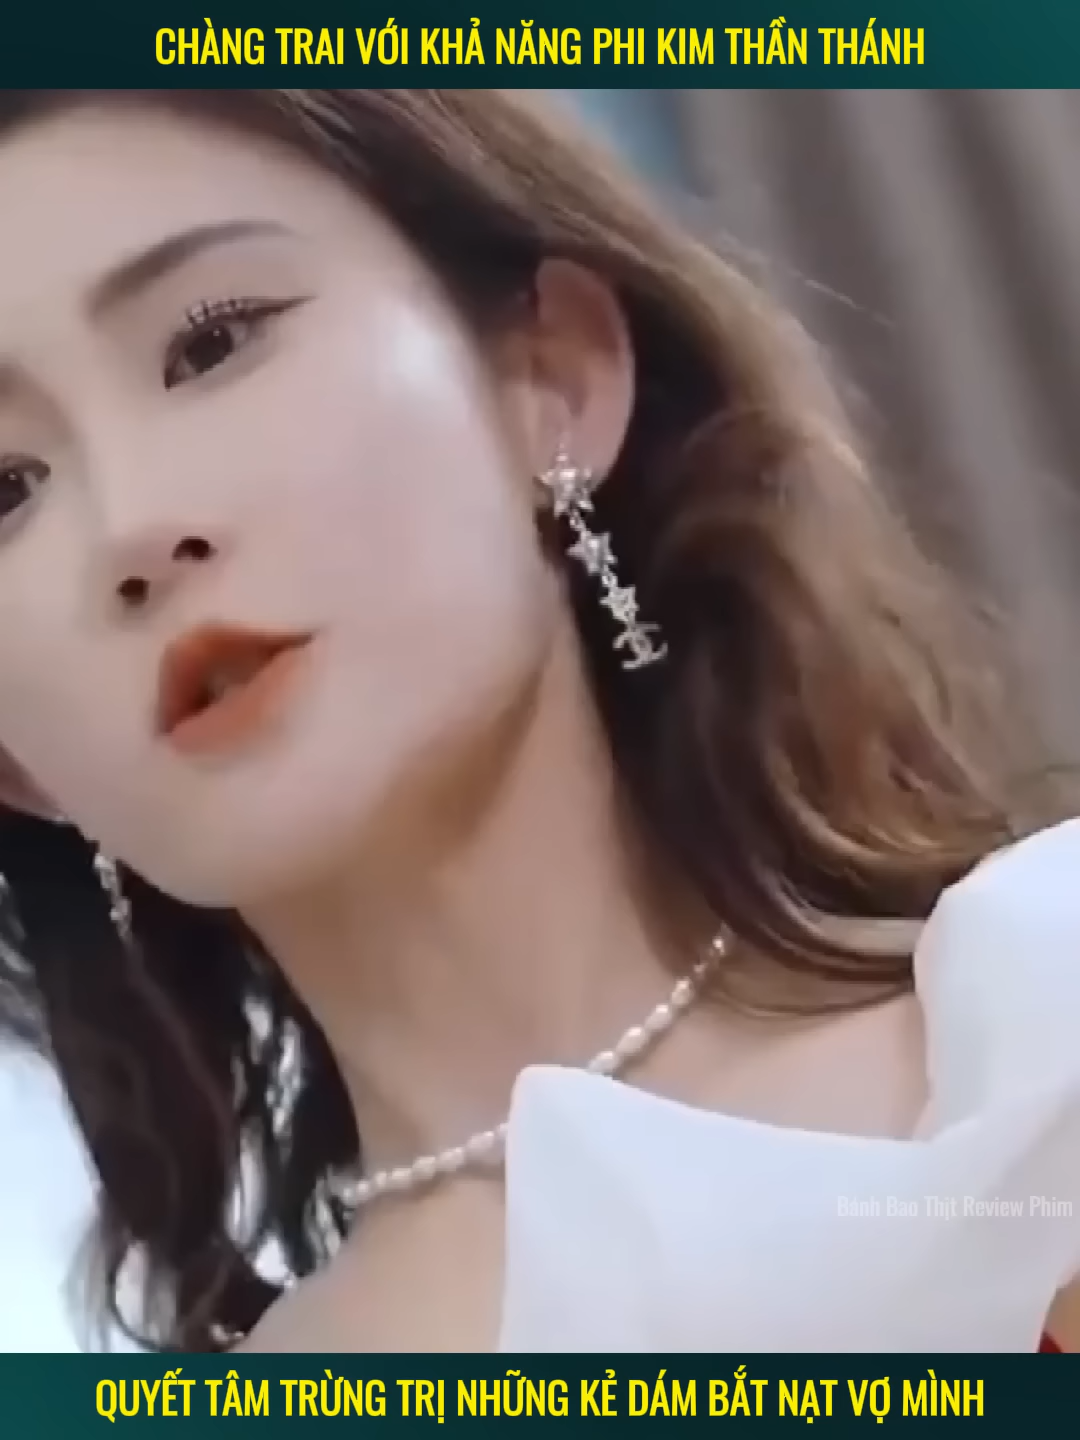 CHÀNG TRAI VỚI KHẢ NĂNG PHI KIM THẦN THÁNH
Bánh Bao Thịt Review Phim
QUYẾT TÂM TRỪNG TRỊ NHỮNG KẺ DÁM BẮT NẠT VỢ MÌNH